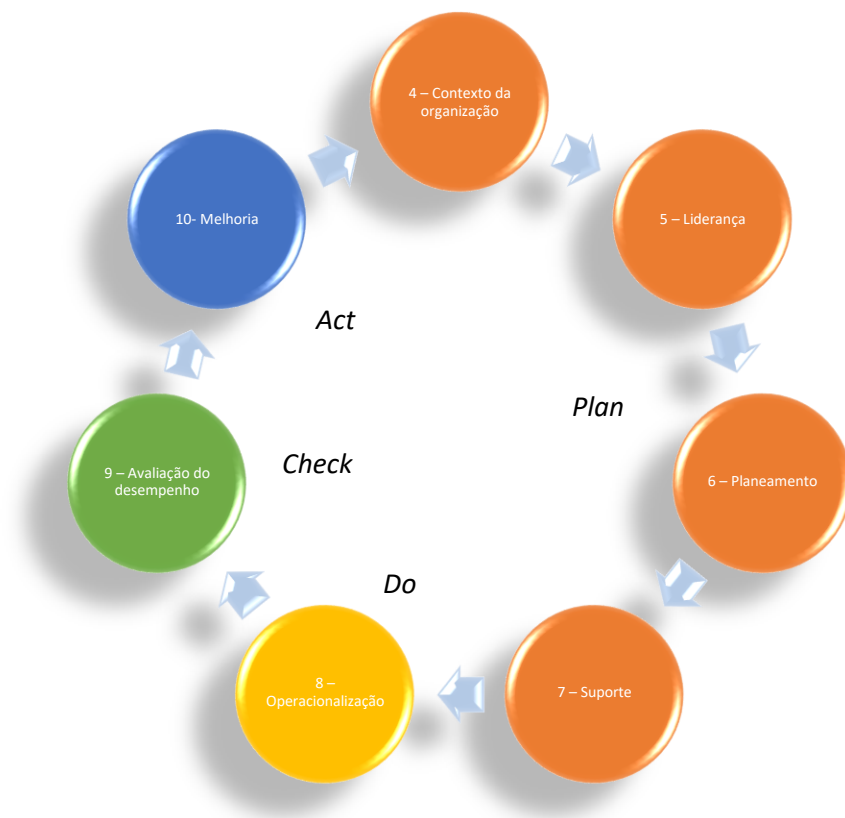 4 – Contexto da
organização
5 – Liderança
10- Melhoria
Act
Plan
Check
9 – Avaliação do
desempenho
6 – Planeamento
Do
8 –
Operacionalização
7 – Suporte